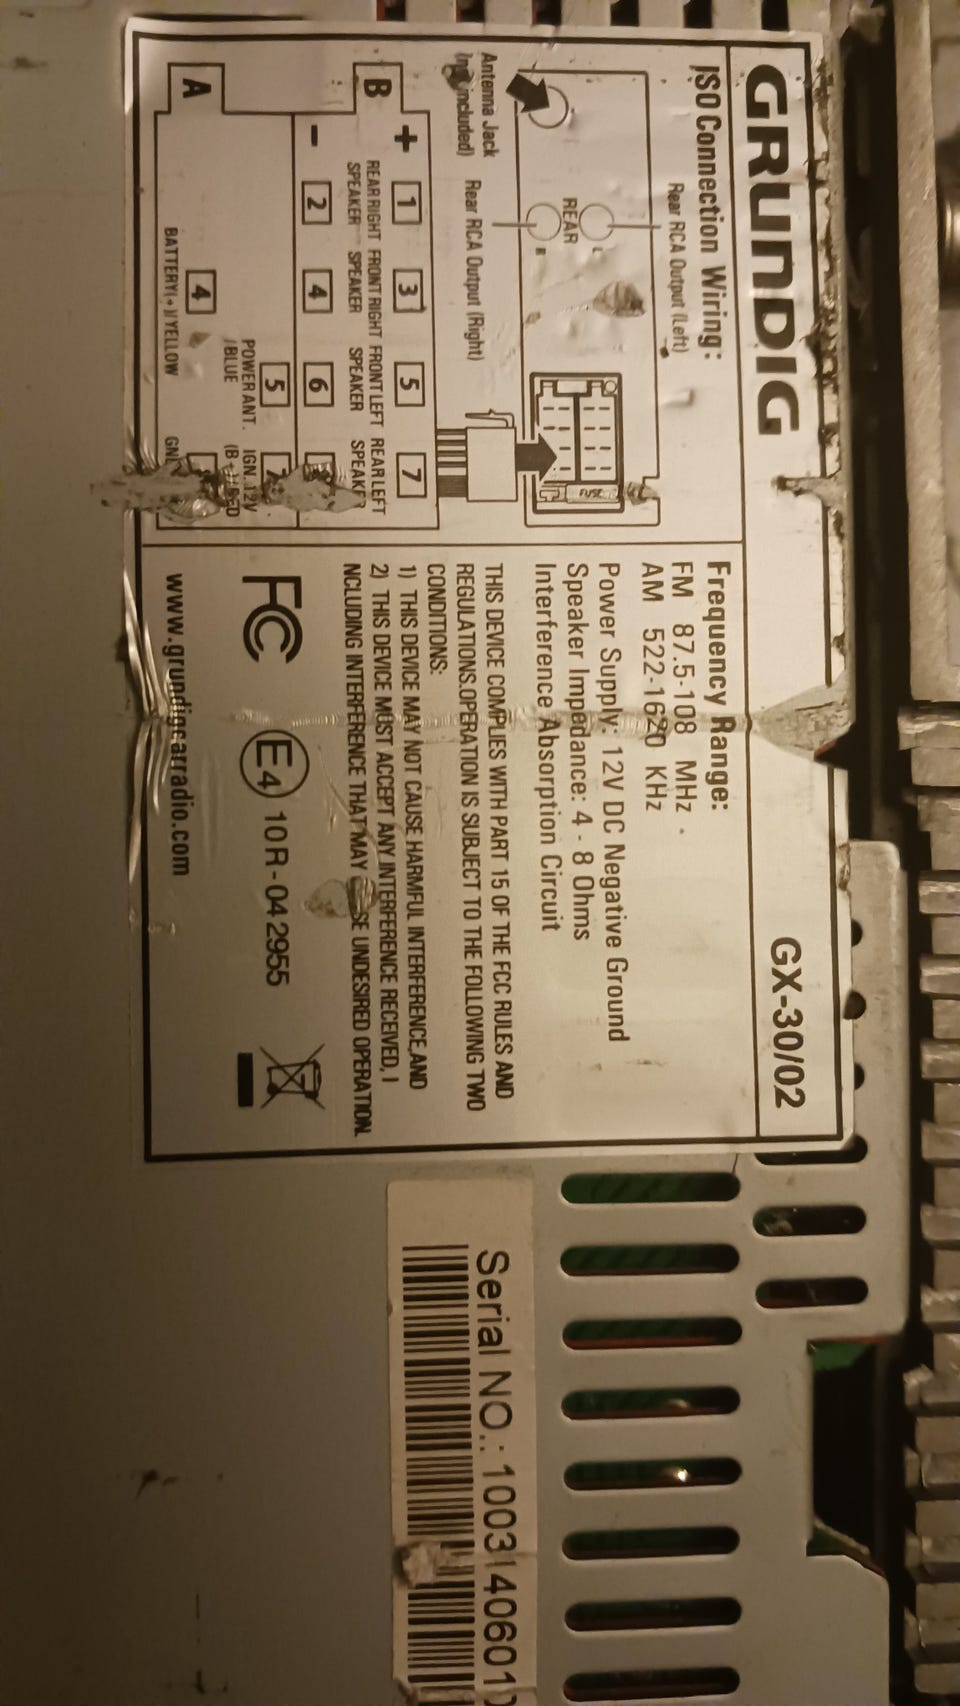 GRUNDIG
GX-30/02
ISO Connection Wiring:
Rear RCA Output (Left)
REAR
L
R
FUSE
Antenna Jack
included)
Rear RCA Output (Right)
B
+ 1 3 5 7
REAR RIGHT FRONT RIGHT FRONT LEFT REAR LEFT
SPEAKER SPEAKER SPEAKER
- 2 4 6
A
4 5
POWER ANT. IGN.12V
/BLUE
BATTERY(+)/YELLOW
Frequency Range:
FM 87.5-108 MHz
AM 522-1620 KHz
Power Supply: 12V DC Negative Ground
Speaker Impedance: 4 - 8 Ohms
Interference Absorption Circuit
THIS DEVICE COMPLIES WITH PART 15 OF THE FCC RULES AND
REGULATIONS.OPERATION IS SUBJECT TO THE FOLLOWING TWO
CONDITIONS:
1) THIS DEVICE MAY NOT CAUSE HARMFUL INTERFERENCE,AND
2) THIS DEVICE MUST ACCEPT ANY INTERFERENCE RECEIVED, I
NCLUDING INTERFERENCE THAT MAY UNDESIRED OPERATION.
FC E4 10R-042955
www.grundigcarradio.com
Serial NO.: 1003140601